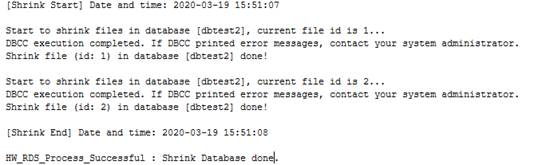 [Shrink Start] Date and time: 2020-03-19 15:51:07
Start to shrink files in database [dbtest2], current file id is 1...
DBCC execution completed. If DBCC printed error messages, contact your system administrator.
Shrink file (id: 1) in database [dbtest2] done!
Start to shrink files in database [dbtest2], current file id is 2...
DBCC execution completed. If DBCC printed error messages, contact your system administrator.
Shrink file (id: 2) in database [dbtest2] done!
[Shrink End] Date and time: 2020-03-19 15:51:08
HW_RDS_Process_Successful : Shrink Database done.